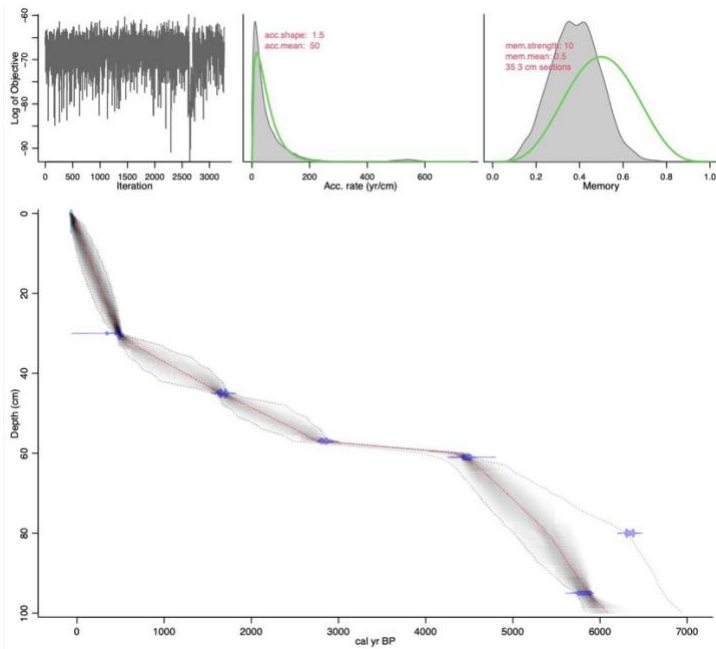 Log of Objective
−60
−70
−80
−90
0 500 1000 1500 2000 2500 3000
Iteration
acc.shape: 1.5
acc.mean: 50
0 200 400 600
Acc. rate (yr/cm)
mem.strength: 10
mem.mean: 0.5
35 3 cm sections
0.0 0.2 0.4 0.6 0.8 1.0
Memory
Depth (cm)
0
20
40
60
80
100
0 1000 2000 3000 4000 5000 6000 7000
cal yr BP